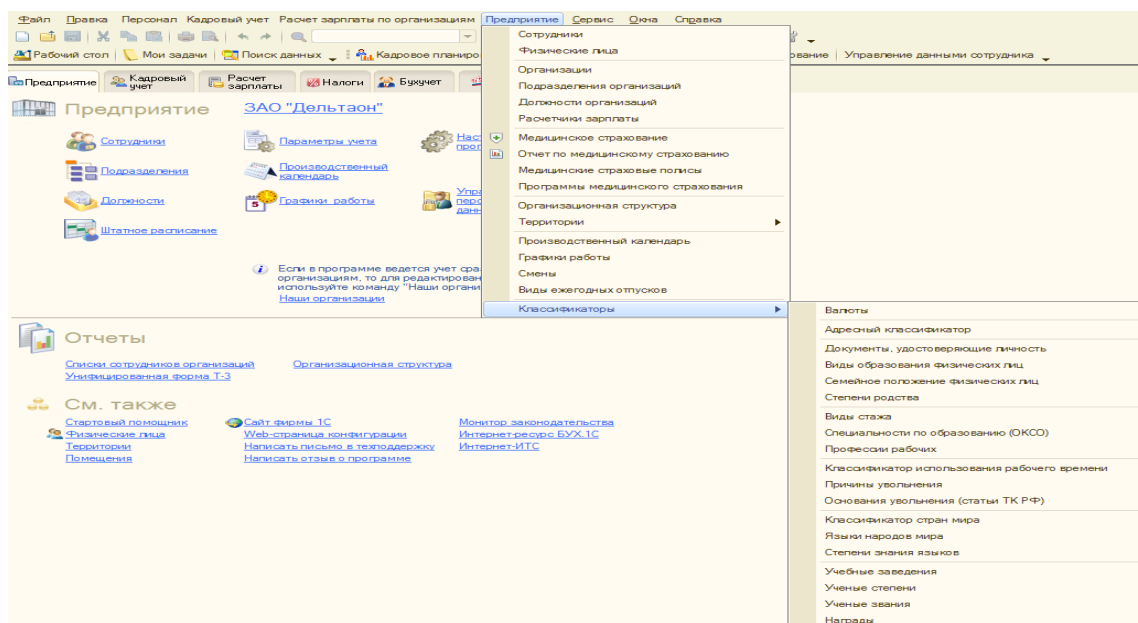 Файл Правка Персонал Кадровый учет Расчет зарплаты по организациям Предприятие Сервис Окна Справка
Рабочий стол Мои задачи Поиск данных Кадровое планиро
ование Управление данными сотрудника
Предприятие Кадровый учет Расчет зарплаты Налоги Бухучет
Предприятие ЗАО "Дельтаон"
Сотрудники Параметры учета Нас
прог
Подразделения Производственный календарь
Должности Графики работы Упра
перс
данн
Штатное расписание
Если в программе ведется учет сра
организациям, то для редактирован
используйте команду "Наши органи
Наши организации
Отчеты
Списки сотрудников организаций Организационная структура
Унифицированная форма Т-3
См. также
Стартовый помощник Сайт фирмы 1С Монитор законодательства
Физические лица Web-страница конфигурации Интернет-ресурс БУХ.1С
Территории Написать письмо в техподдержку Интернет-ИТС
Помещения Написать отзыв о программе
Сотрудники
Физические лица
Организации
Подразделения организаций
Должности организаций
Расчетчики зарплаты
Медицинское страхование
Отчет по медицинскому страхованию
Медицинские страховые полисы
Программы медицинского страхования
Организационная структура
Территории
Производственный календарь
Графики работы
Смены
Виды ежегодных отпусков
Классификаторы
Валюты
Адресный классификатор
Документы, удостоверяющие личность
Виды образования физических лиц
Семейное положение физических лиц
Степени родства
Виды стажа
Специальности по образованию (ОКСО)
Профессии рабочих
Классификатор использования рабочего времени
Причины увольнения
Основания увольнения (статьи ТК РФ)
Классификатор стран мира
Языки народов мира
Степени знания языков
Учебные заведения
Ученые степени
Ученые звания
Награды